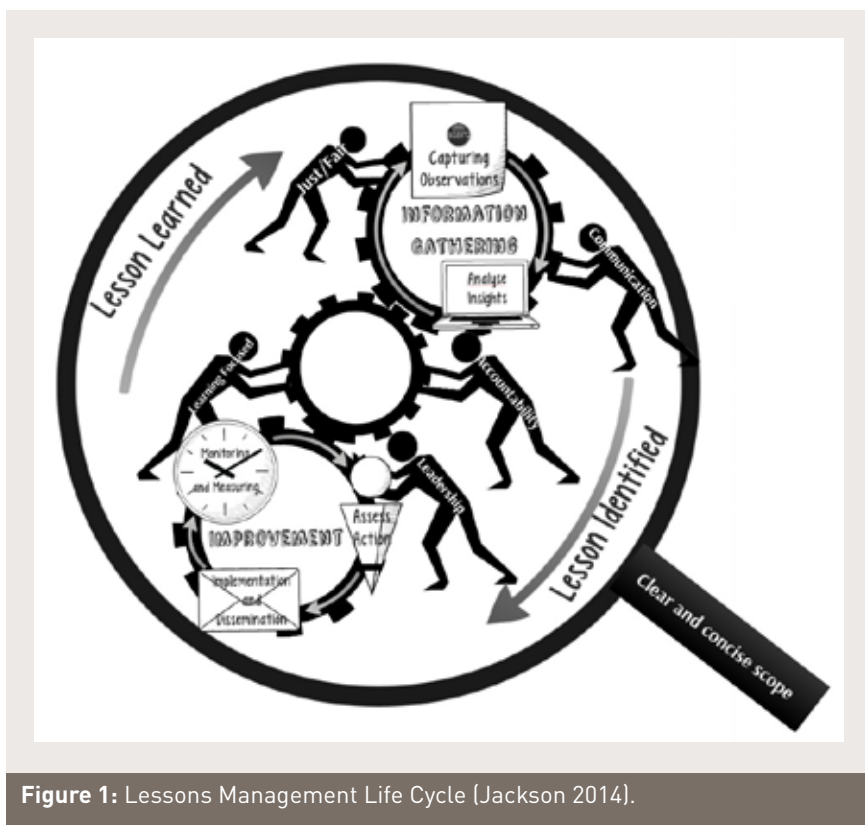 Lesson Learned
Just/Fair
Capturing
Observations
INFORMATION
GATHERING
Analyse
Insights
Communication
Learning Focused
Accountability
Leadership
Monitoring
and Measuring
IMPROVEMENT
Assess
Action
Implementation
and
Dissemination
Lesson Identified
Clear and concise scope
Figure 1: Lessons Management Life Cycle (Jackson 2014).